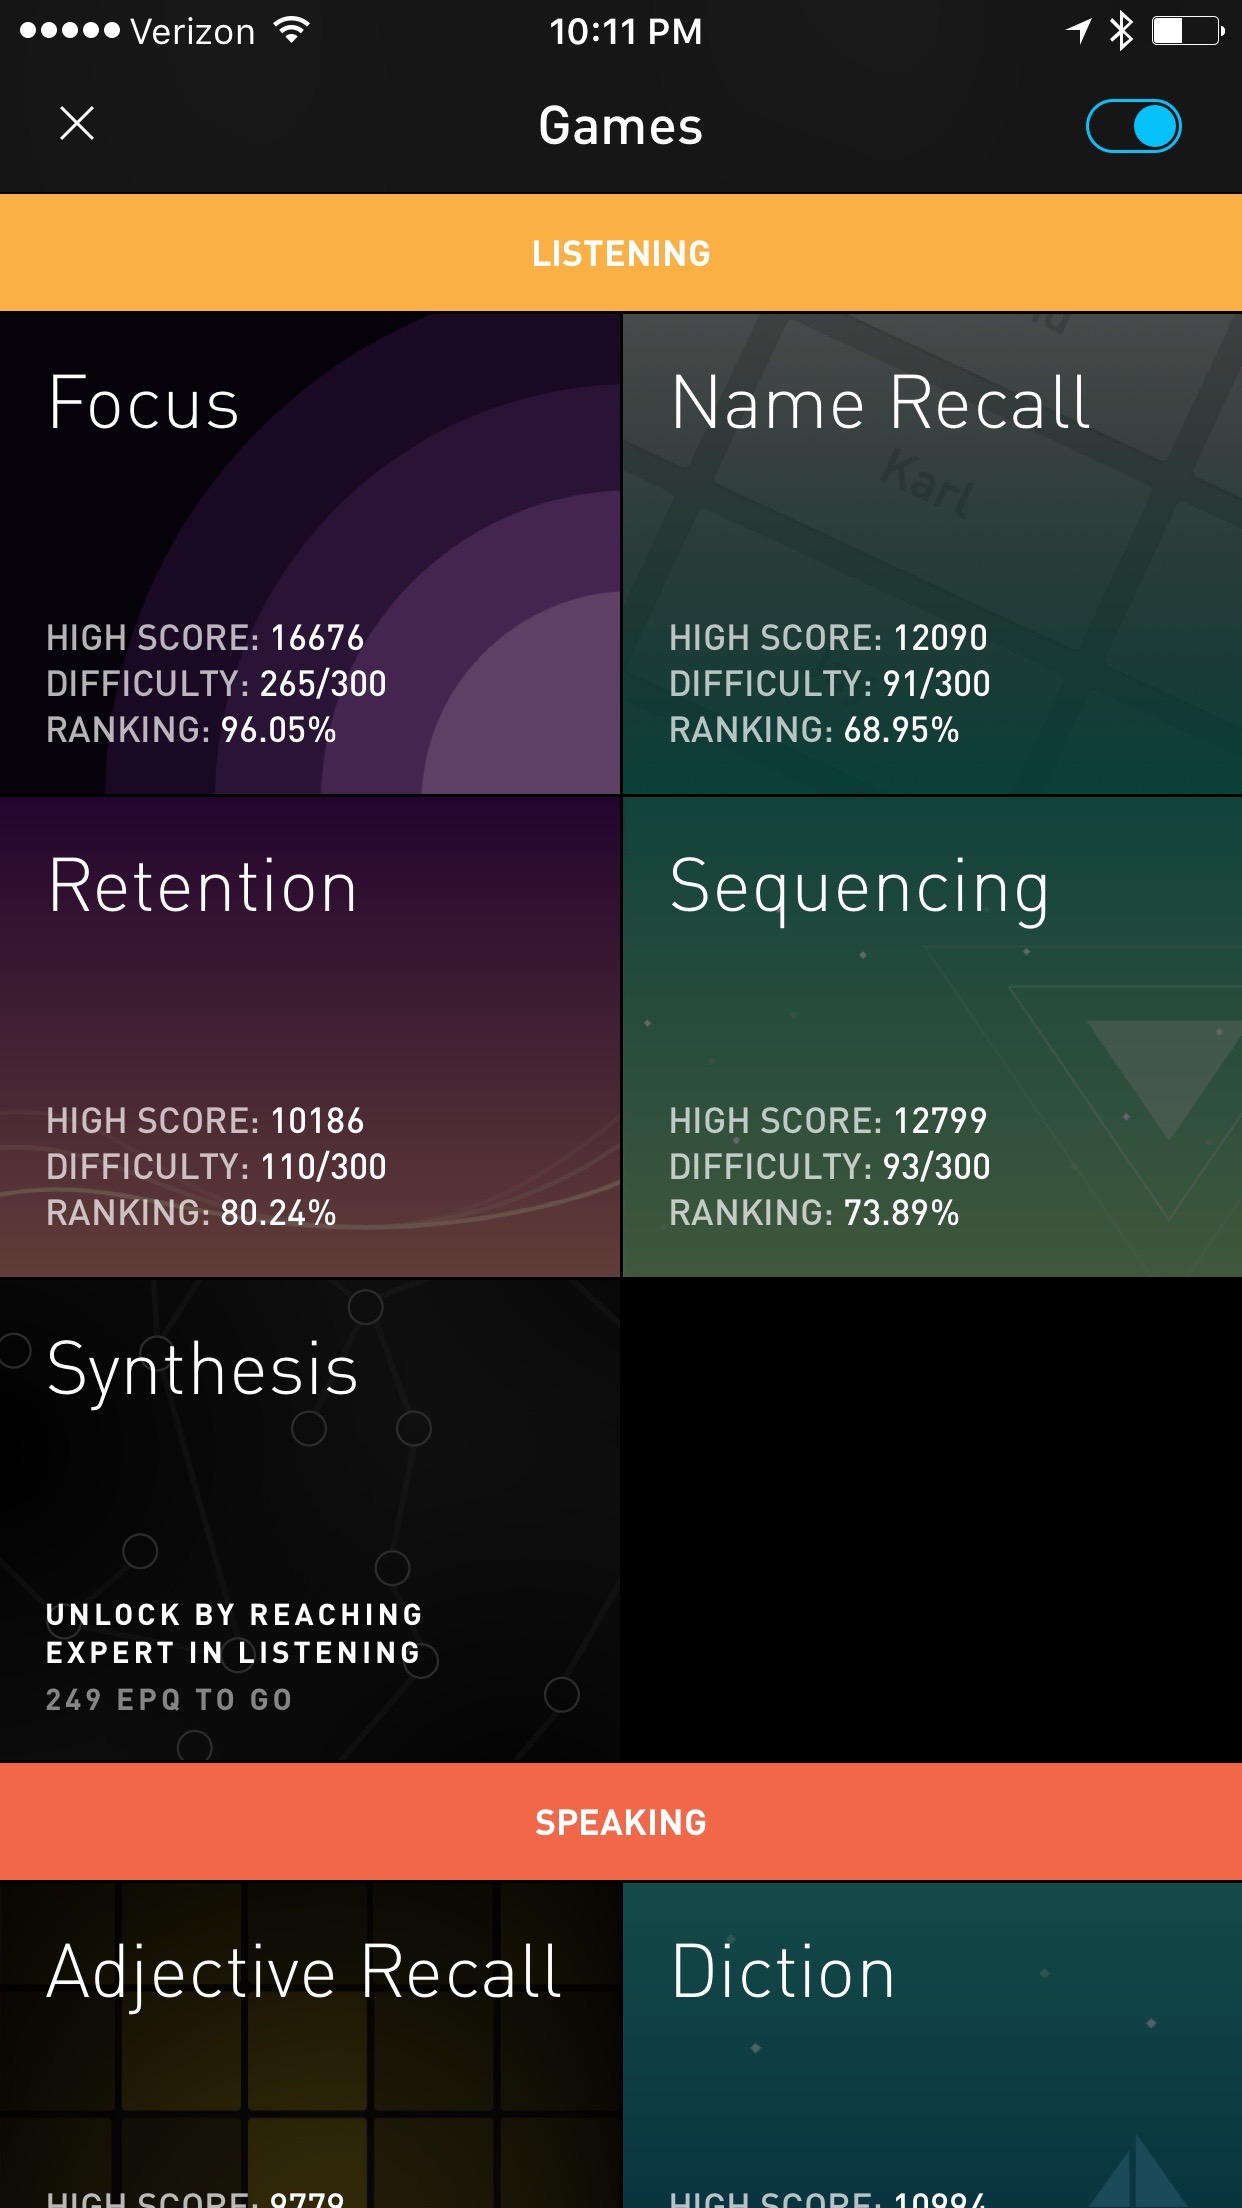 Verizon 10:11 PM
Games
LISTENING
Focus
HIGH SCORE: 16676
DIFFICULTY: 265/300
RANKING: 96.05%
Name Recall
Karl
HIGH SCORE: 12090
DIFFICULTY: 91/300
RANKING: 68.95%
Retention
HIGH SCORE: 10186
DIFFICULTY: 110/300
RANKING: 80.24%
Sequencing
HIGH SCORE: 12799
DIFFICULTY: 93/300
RANKING: 73.89%
Synthesis
UNLOCK BY REACHING
EXPERT IN LISTENING
249 EPQ TO GO
SPEAKING
Adjective Recall
HIGH SCORE: 9779
Diction
HIGH SCORE: 10994